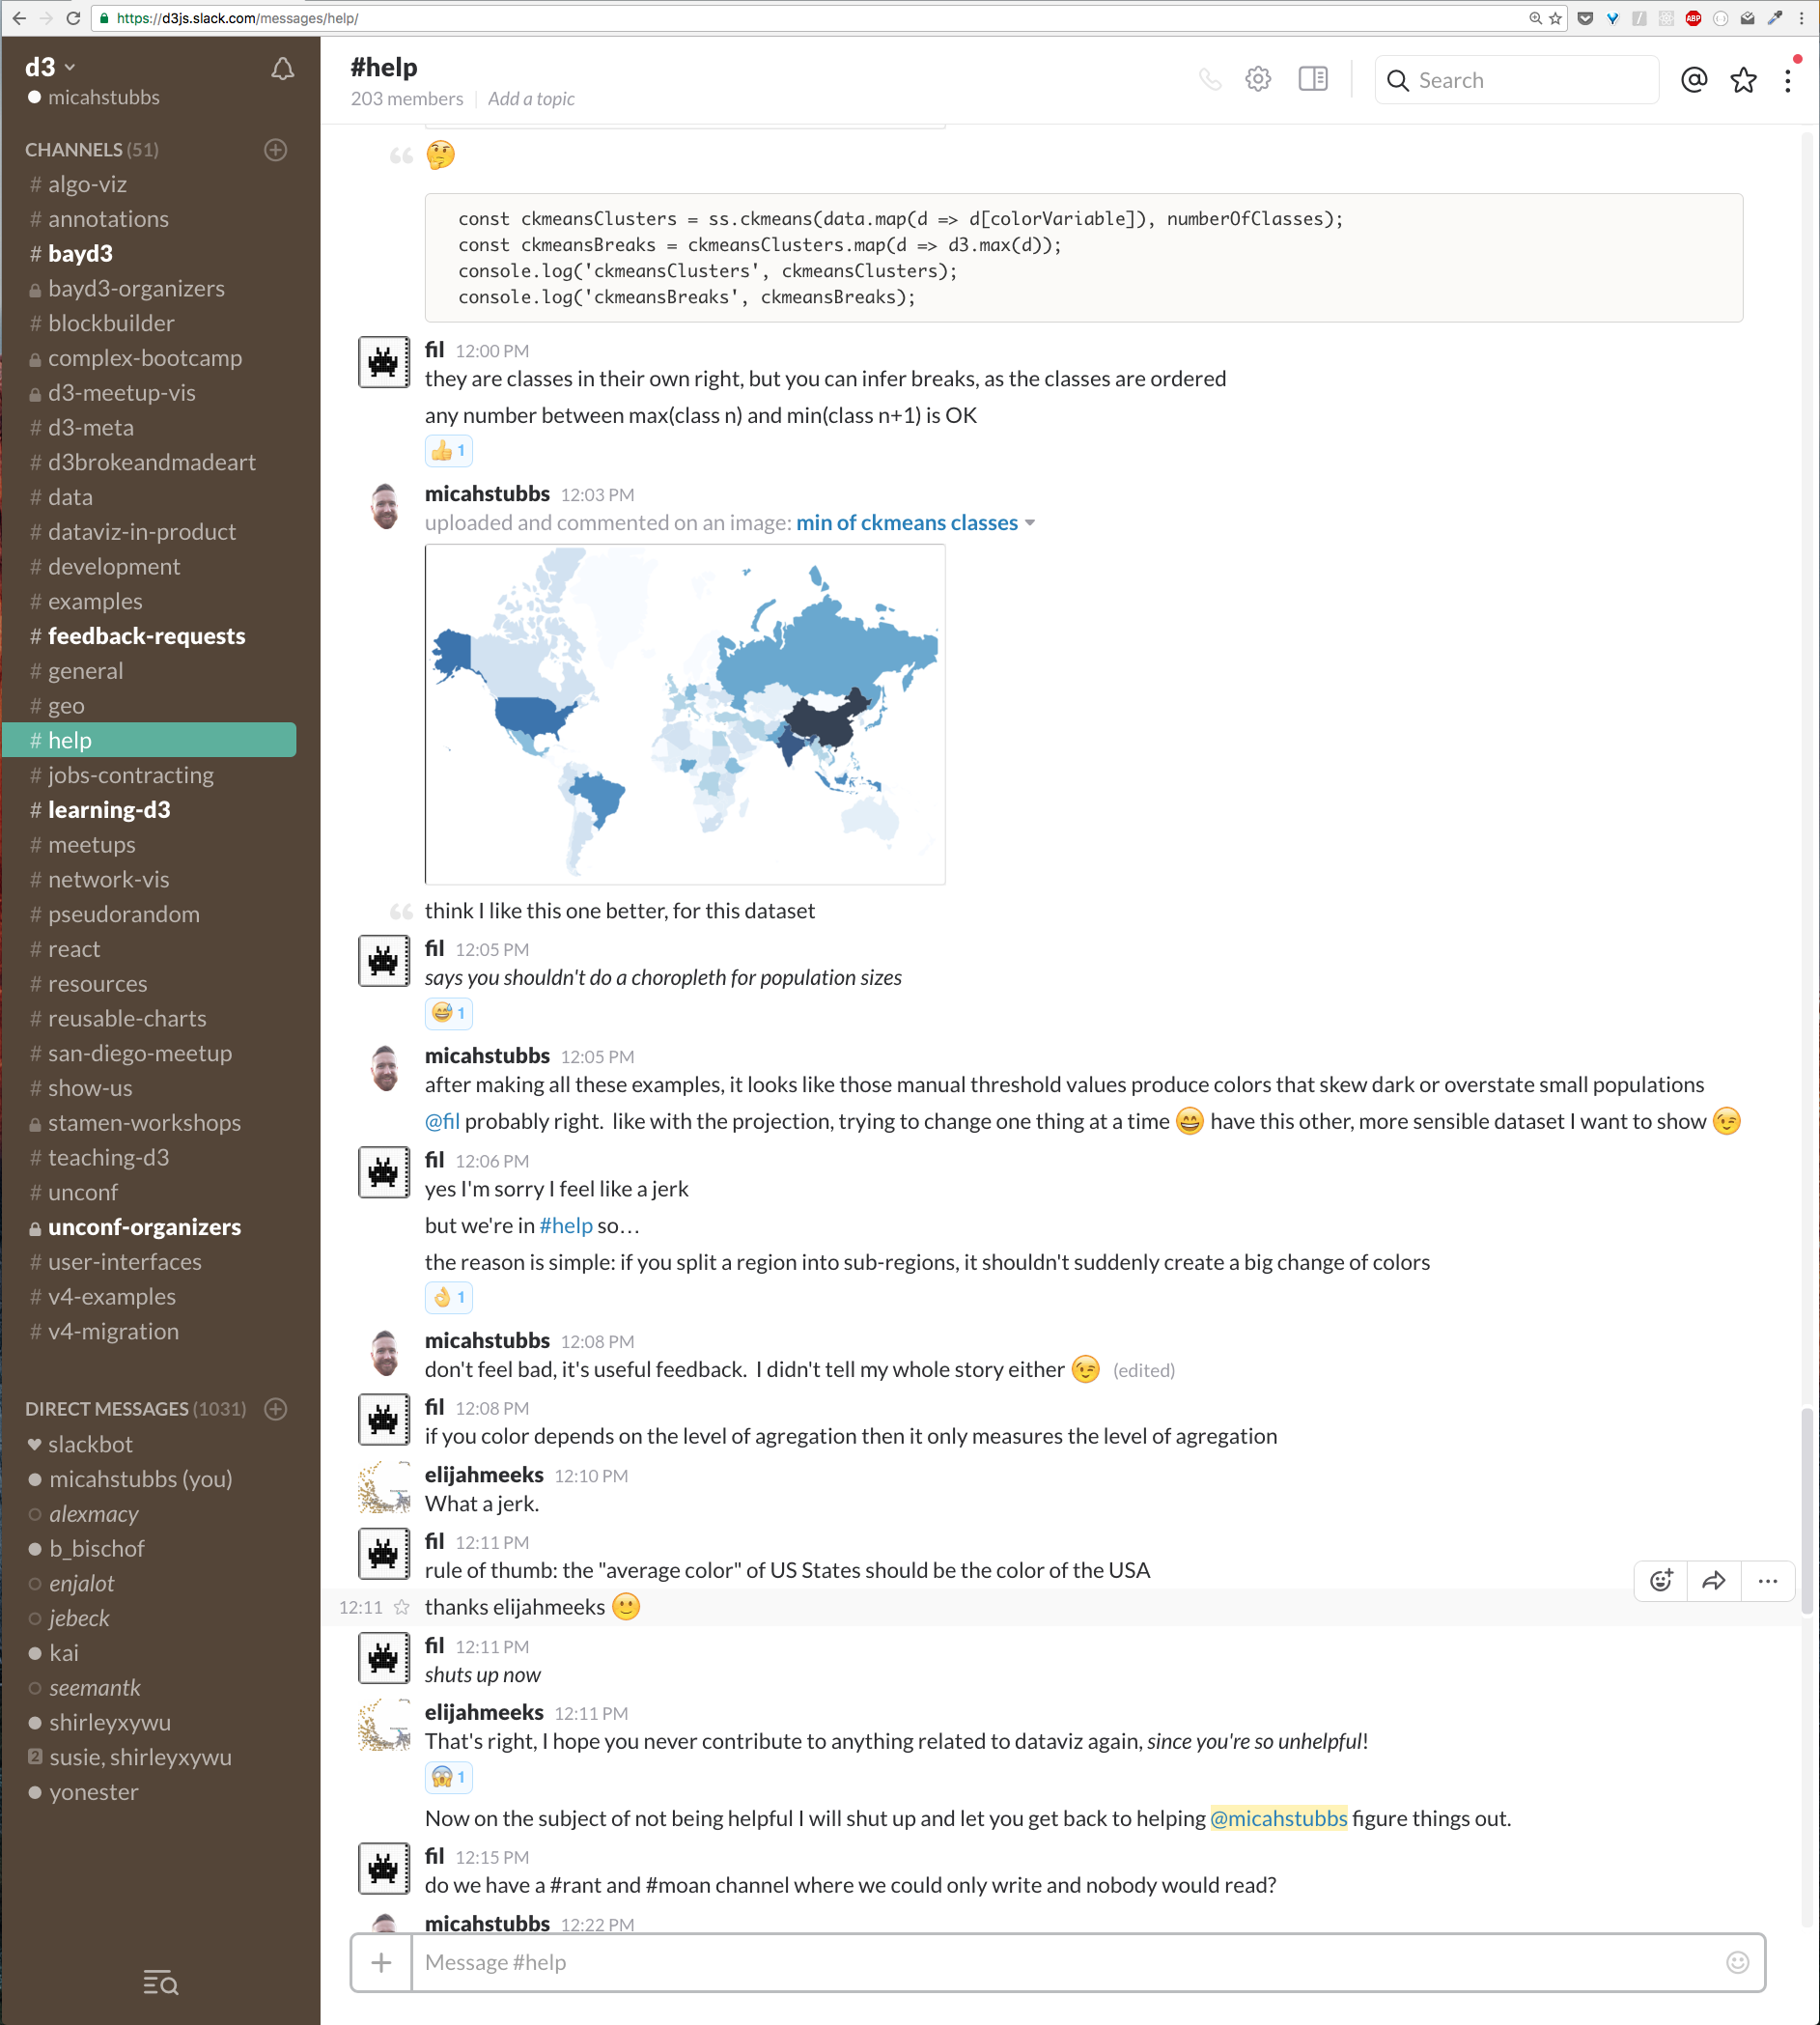 https://d3js.slack.com/messages/help/
ABP
d3
micahstubbs
CHANNELS (51)
# algo-viz
# annotations
# bayd3
bayd3-organizers
# blockbuilder
complex-bootcamp
d3-meetup-vis
# d3-meta
# d3brokeandmadeart
# data
# dataviz-in-product
# development
# examples
# feedback-requests
# general
# geo
# help
# jobs-contracting
# learning-d3
# meetups
# network-vis
# pseudorandom
# react
# resources
# reusable-charts
# san-diego-meetup
# show-us
stamen-workshops
# teaching-d3
# unconf
unconf-organizers
# user-interfaces
# v4-examples
# v4-migration
DIRECT MESSAGES (1031)
slackbot
micahstubbs (you)
alexmacy
b_bischof
enjalot
jebeck
kai
seemantk
shirleyxywu
2 susie, shirleyxywu
yonester
#help
203 members | Add a topic
Search
const ckmeansClusters = ss.ckmeans(data.map(d => d[colorVariable]), numberOfClasses);
const ckmeansBreaks = ckmeansClusters.map(d => d3.max(d));
console.log('ckmeansClusters', ckmeansClusters);
console.log('ckmeansBreaks', ckmeansBreaks);
fil 12:00 PM
they are classes in their own right, but you can infer breaks, as the classes are ordered
any number between max(class n) and min(class n+1) is OK
👍 1
micahstubbs 12:03 PM
uploaded and commented on an image: min of ckmeans classes
think I like this one better, for this dataset
fil 12:05 PM
says you shouldn't do a choropleth for population sizes
😅 1
micahstubbs 12:05 PM
after making all these examples, it looks like those manual threshold values produce colors that skew dark or overstate small populations
@fil probably right. like with the projection, trying to change one thing at a time 😄 have this other, more sensible dataset I want to show 😉
fil 12:06 PM
yes I'm sorry I feel like a jerk
but we're in #help so…
the reason is simple: if you split a region into sub-regions, it shouldn't suddenly create a big change of colors
👌 1
micahstubbs 12:08 PM
don't feel bad, it's useful feedback. I didn't tell my whole story either 😉 (edited)
fil 12:08 PM
if you color depends on the level of agregation then it only measures the level of agregation
elijahmeeks 12:10 PM
What a jerk.
fil 12:11 PM
rule of thumb: the "average color" of US States should be the color of the USA
12:11 thanks elijahmeeks 🙂
fil 12:11 PM
shuts up now
elijahmeeks 12:11 PM
That's right, I hope you never contribute to anything related to dataviz again, since you're so unhelpful!
😱 1
Now on the subject of not being helpful I will shut up and let you get back to helping @micahstubbs figure things out.
fil 12:15 PM
do we have a #rant and #moan channel where we could only write and nobody would read?
micahstubbs 12:22 PM
Message #help